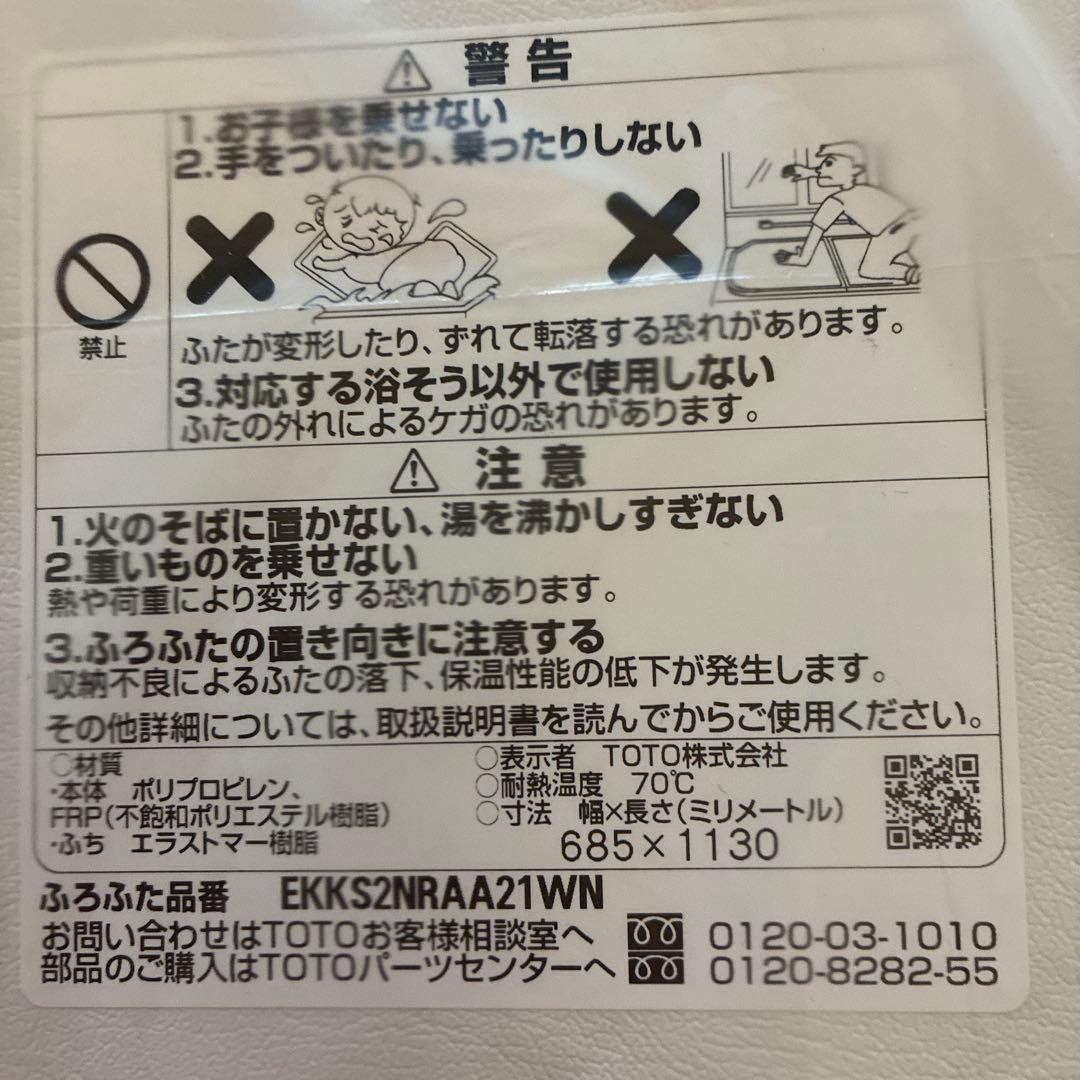 警告
1.お子様を乗せない
2.手をついたり、乗ったりしない
禁止
ふたが変形したり、ずれて転落する恐れがあります。
3.対応する浴そう以外で使用しない
ふたの外れによるケガの恐れがあります。
注意
1.火のそばに置かない、湯を沸かしすぎない
2.重いものを乗せない
熱や荷重により変形する恐れがあります。
3.ふろふたの置き向きに注意する
収納不良によるふたの落下、保温性能の低下が発生します。
その他詳細については、取扱説明書を読んでからご使用ください。
○材質
・本体 ポリプロピレン、
FRP(不飽和ポリエステル樹脂)
・ふち エラストマー樹脂
○表示者 TOTO株式会社
○耐熱温度 70℃
○寸法 幅×長さ(ミリメートル)
685×1130
ふろふた品番 EKKS2NRAA21WN
お問い合わせはTOTOお客様相談室へ 0120-03-1010
部品のご購入はTOTOパーツセンターへ 0120-8282-55